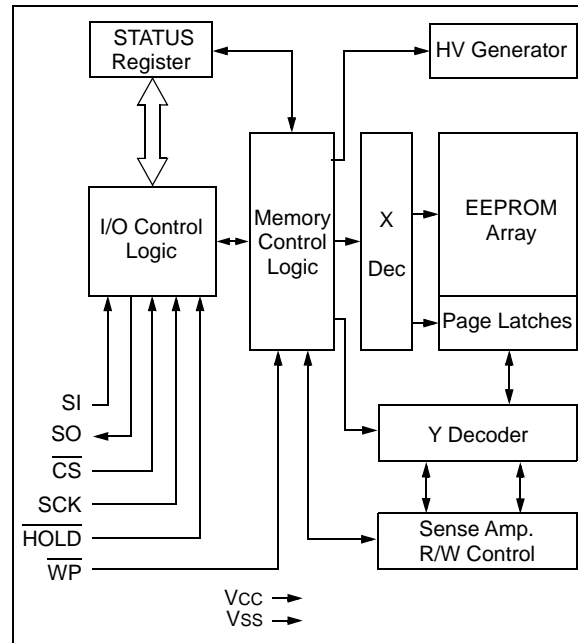 STATUS
Register
HV Generator
I/O Control
Logic
Memory
Control
Logic
X
Dec
EEPROM
Array
Page Latches
Y Decoder
Sense Amp.
R/W Control
SI
SO
CS
SCK
HOLD
WP
VCC
VSS